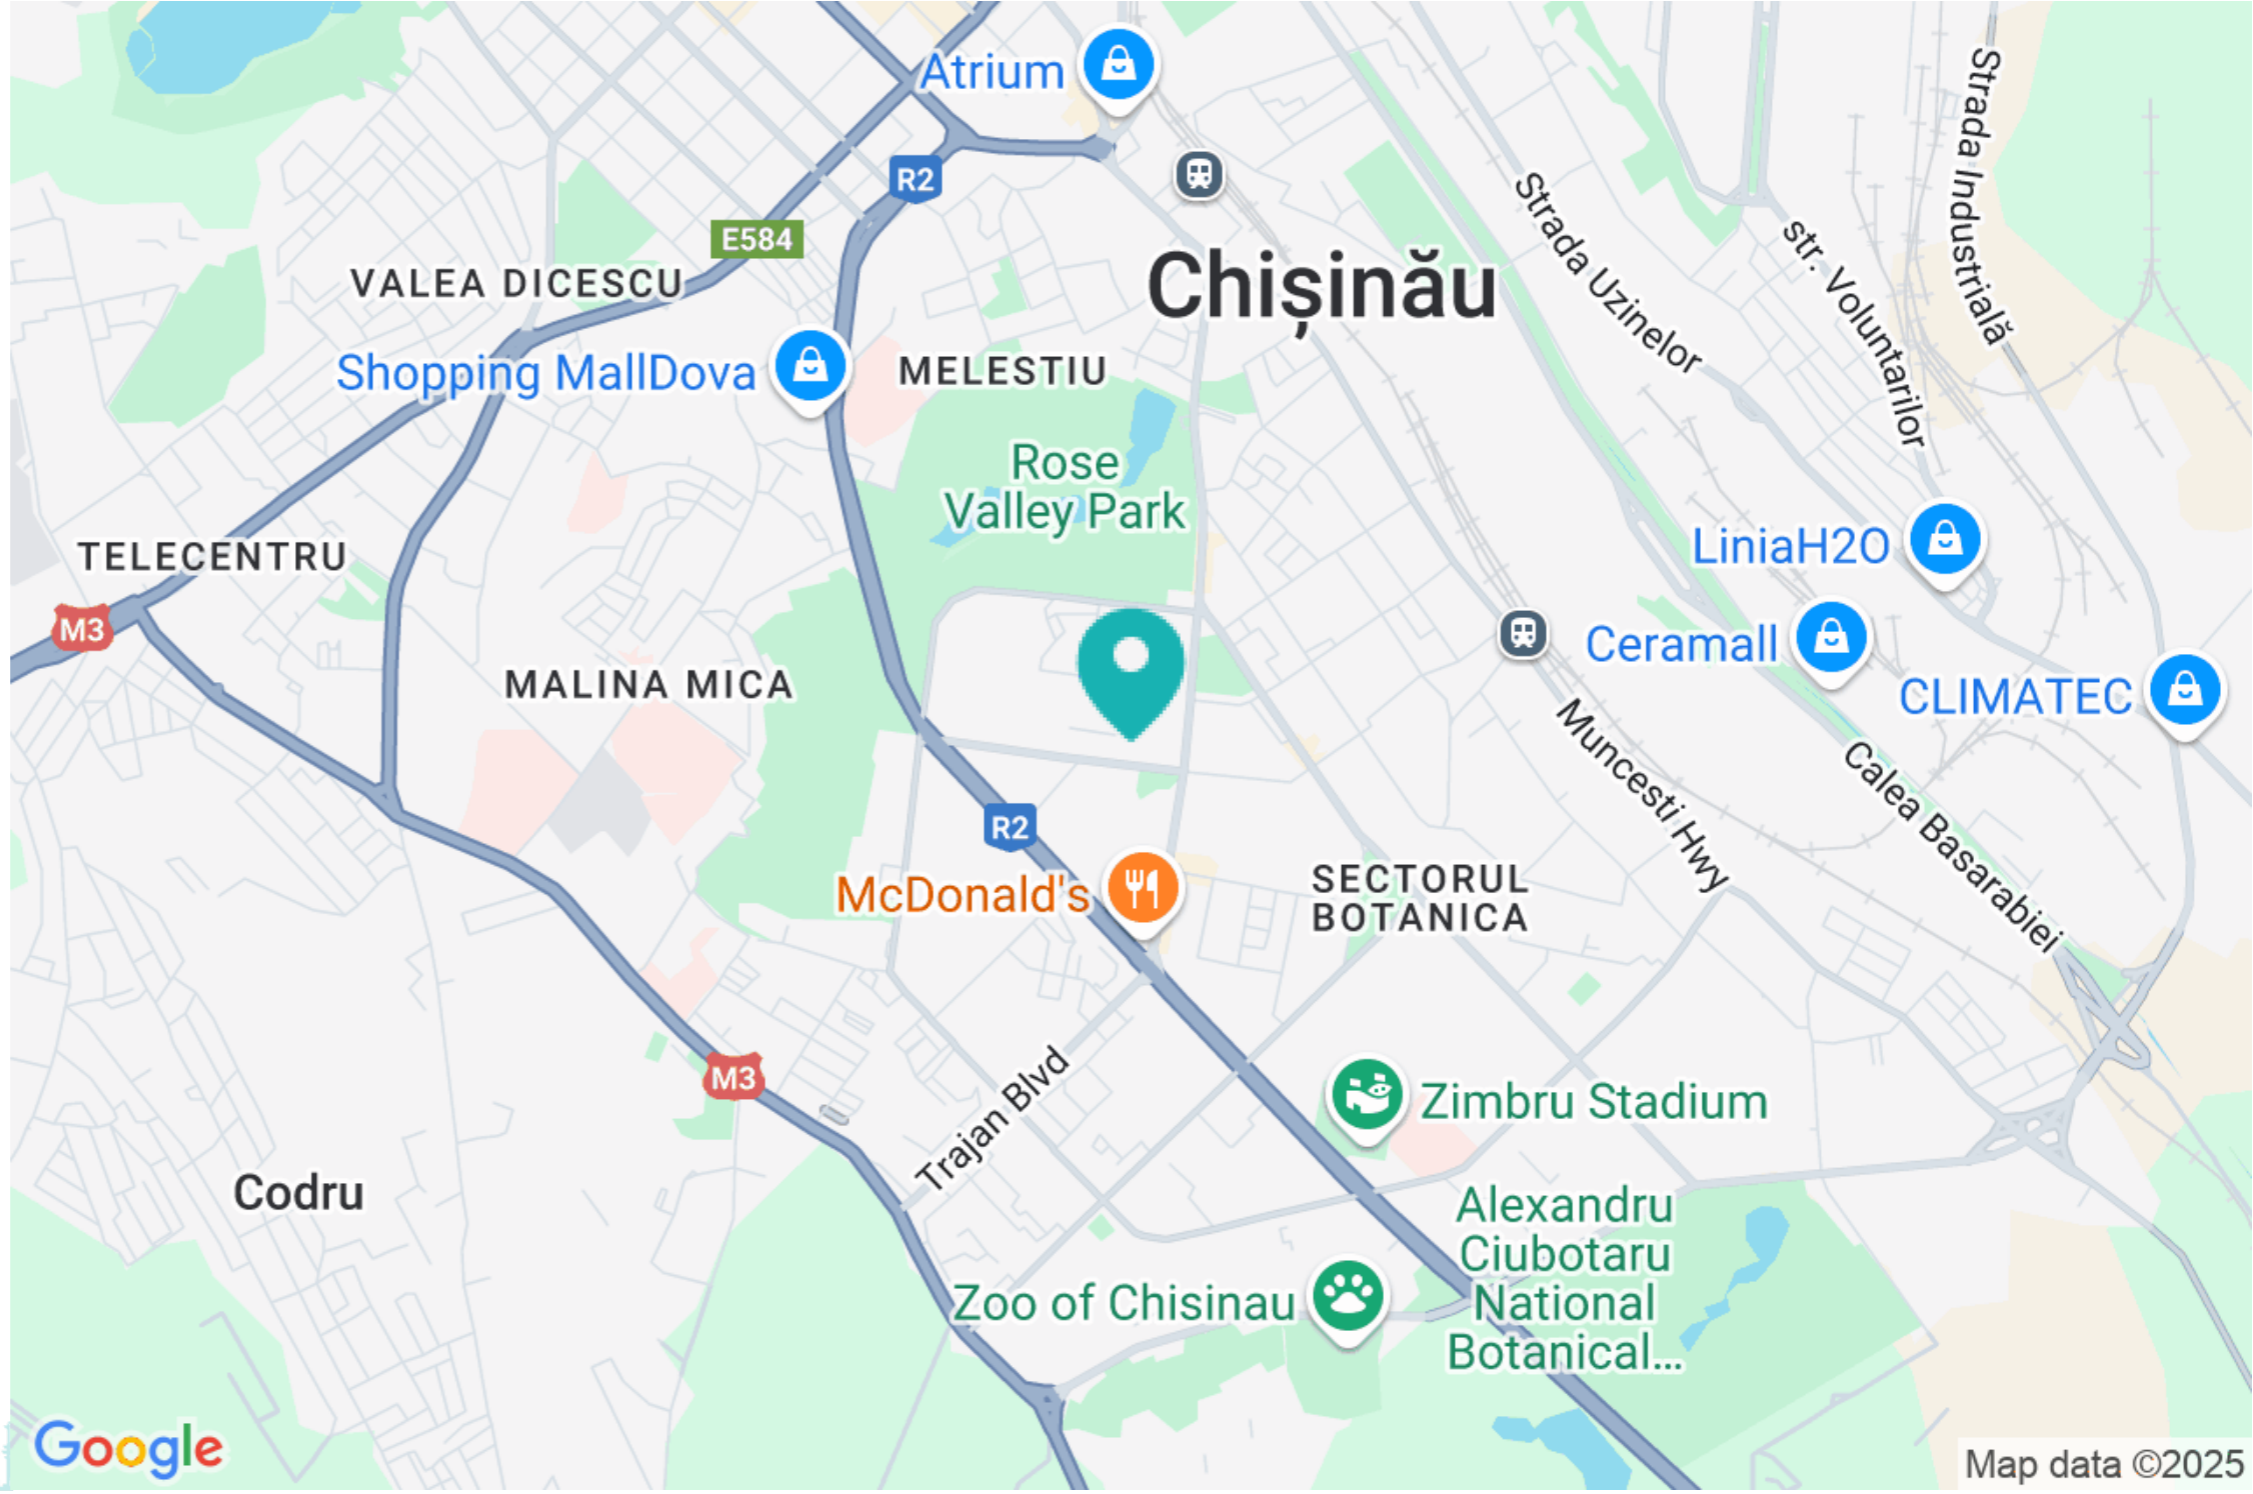 Atrium
R2
E584
Strada Industrială
Strada Uzinelor
str. Voluntarilor
VALEA DICESCU
Chișinău
Shopping MallDova
MELESTIU
Rose
Valley Park
TELECENTRU
LiniaH2O
M3
Ceramall
MALINA MICA
CLIMATEC
Muncesti Hwy
Calea Basarabiei
R2
McDonald's
SECTORUL
BOTANICA
M3
Trajan Blvd
Zimbru Stadium
Codru
Alexandru
Ciubotaru
National
Botanical...
Zoo of Chisinau
Google
Map data ©2025